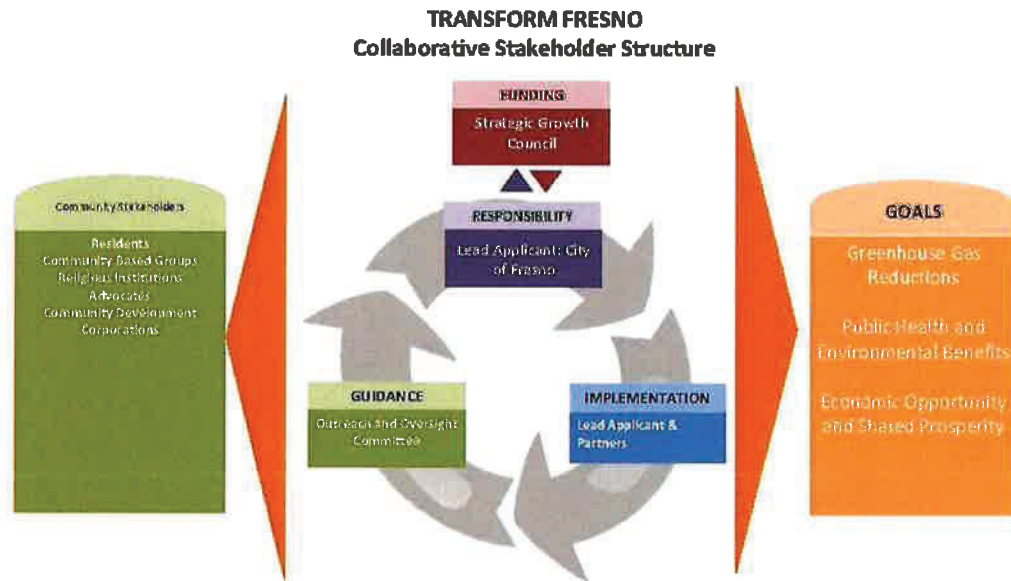 TRANSFORM FRESNO
Collaborative Stakeholder Structure
FUNDING
Strategic Growth
Council
Community Stakeholders
Residents
Community Based Groups
Religious Institutions
Advocates
Community Development
Corporations
RESPONSIBILITY
Lead Applicant: City
of Fresno
GUIDANCE
Outreach and Oversight
Committee
IMPLEMENTATION
Lead Applicant &
Partners
GOALS
Greenhouse Gas
Reductions
Public Health and
Environmental Benefits
Economic Opportunity
and Shared Prosperity